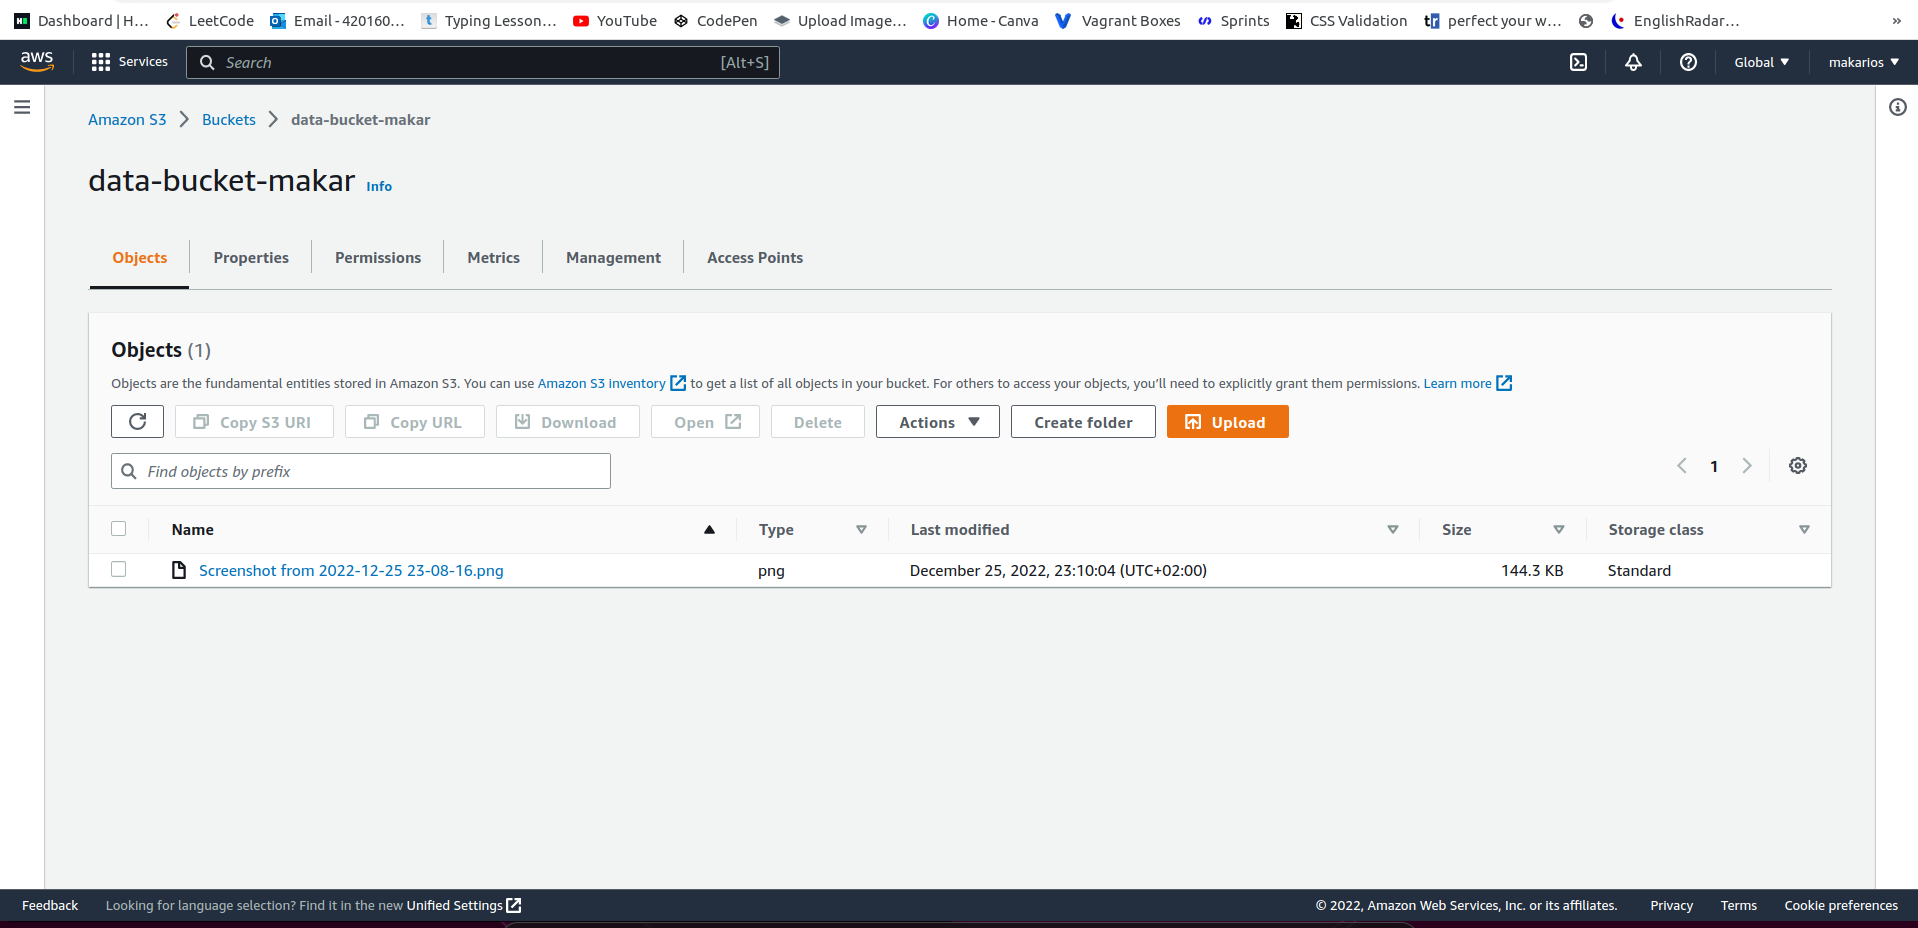 Dashboard | H... LeetCode Email - 420160... Typing Lesson... YouTube CodePen Upload Image... Home - Canva Vagrant Boxes Sprints CSS Validation perfect your w... EnglishRadar... »
aws Services Search [Alt+S] Global makarios
Amazon S3 Buckets data-bucket-makar
data-bucket-makar Info
Objects Properties Permissions Metrics Management Access Points
Objects (1)
Objects are the fundamental entities stored in Amazon S3. You can use Amazon S3 inventory to get a list of all objects in your bucket. For others to access your objects, you'll need to explicitly grant them permissions. Learn more
Copy S3 URI Copy URL Download Open Delete Actions Create folder Upload
Find objects by prefix 1
Name Type Last modified Size Storage class
Screenshot from 2022-12-25 23-08-16.png png December 25, 2022, 23:10:04 (UTC+02:00) 144.3 KB Standard
Feedback Looking for language selection? Find it in the new Unified Settings © 2022, Amazon Web Services, Inc. or its affiliates. Privacy Terms Cookie preferences